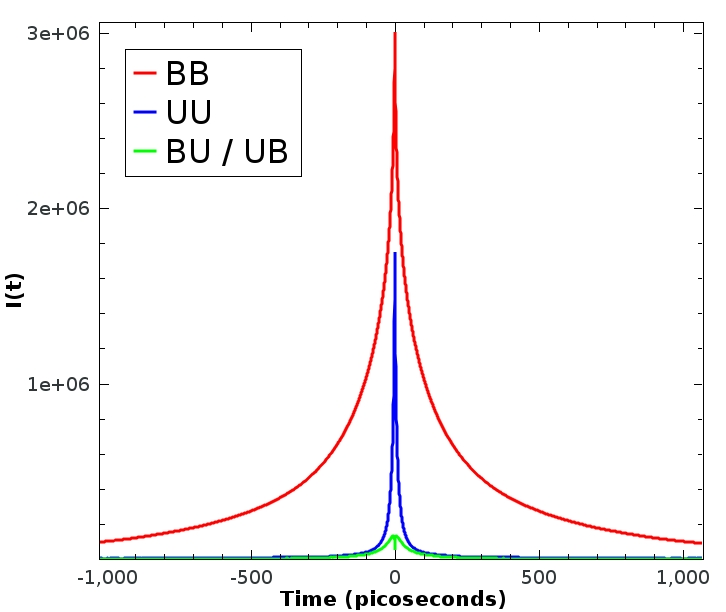 3e+06
2e+06
1e+06
I(t)
BB
UU
BU / UB
-1,000
-500
0
500
1,000
Time (picoseconds)